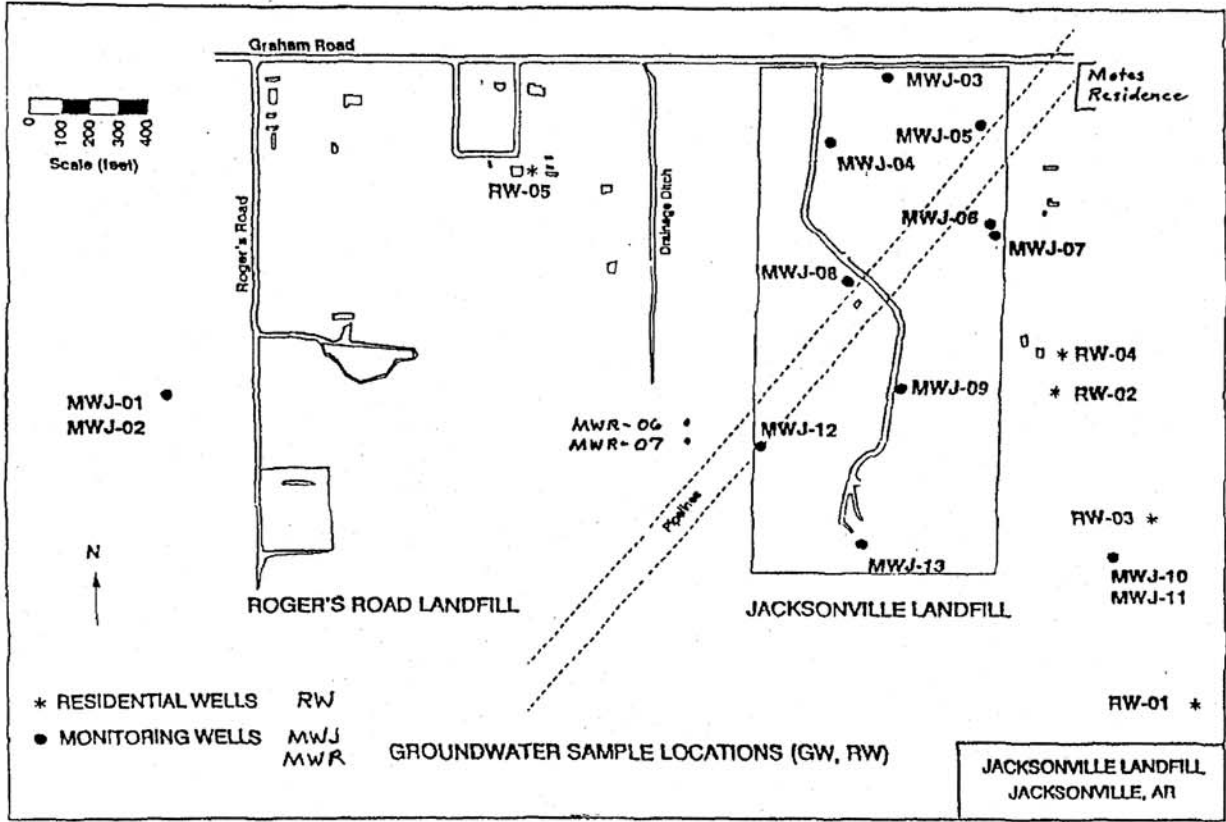 Graham Road
MWJ-03
Motes
Residence
0
100
200
300
400
Scale (feet)
MWJ-05
MWJ-04
RW-05
Roger's Road
Drainage Ditch
MWJ-06
MWJ-07
MWJ-08
RW-04
MWJ-09
RW-02
MWJ-01
MWJ-02
MWR-06
MWR-07
MWJ-12
Pipelines
RW-03
N
MWJ-13
MWJ-10
MWJ-11
ROGER'S ROAD LANDFILL
JACKSONVILLE LANDFILL
* RESIDENTIAL WELLS RW
RW-01
● MONITORING WELLS MWJ
MWR
GROUNDWATER SAMPLE LOCATIONS (GW, RW)
JACKSONVILLE LANDFILL
JACKSONVILLE, AR